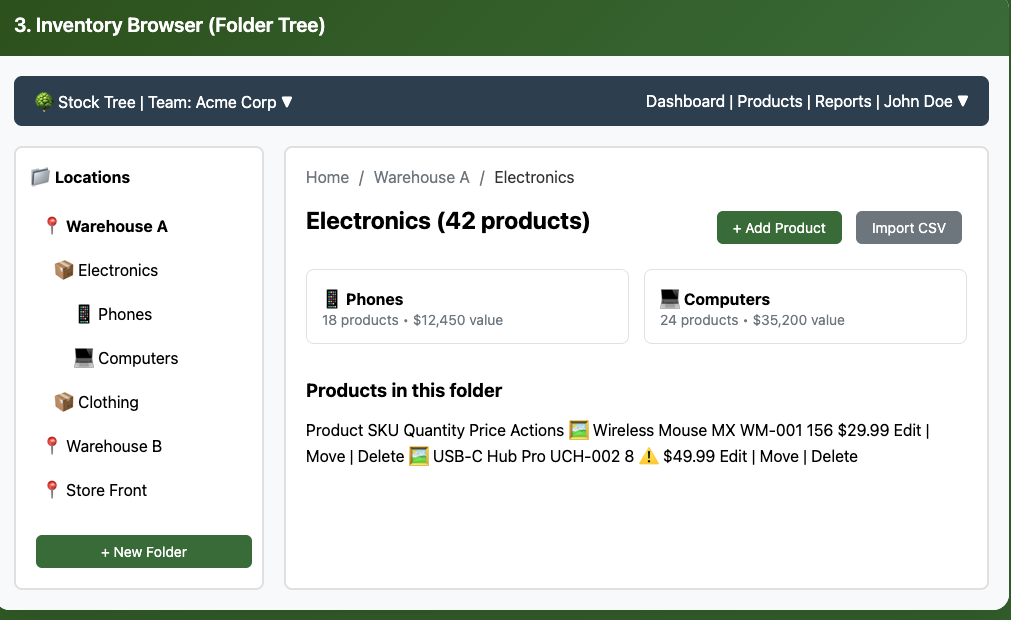 3. Inventory Browser (Folder Tree)
🌳 Stock Tree | Team: Acme Corp ▼
Dashboard | Products | Reports | John Doe ▼
📁 Locations
📍 Warehouse A
📦 Electronics
📱 Phones
💻 Computers
📦 Clothing
📍 Warehouse B
📍 Store Front
+ New Folder
Home / Warehouse A / Electronics
Electronics (42 products)
+ Add Product
Import CSV
📱 Phones
18 products • $12,450 value
💻 Computers
24 products • $35,200 value
Products in this folder
Product SKU Quantity Price Actions 🖼️ Wireless Mouse MX WM-001 156 $29.99 Edit |
Move | Delete 🖼️ USB-C Hub Pro UCH-002 8 ⚠️ $49.99 Edit | Move | Delete